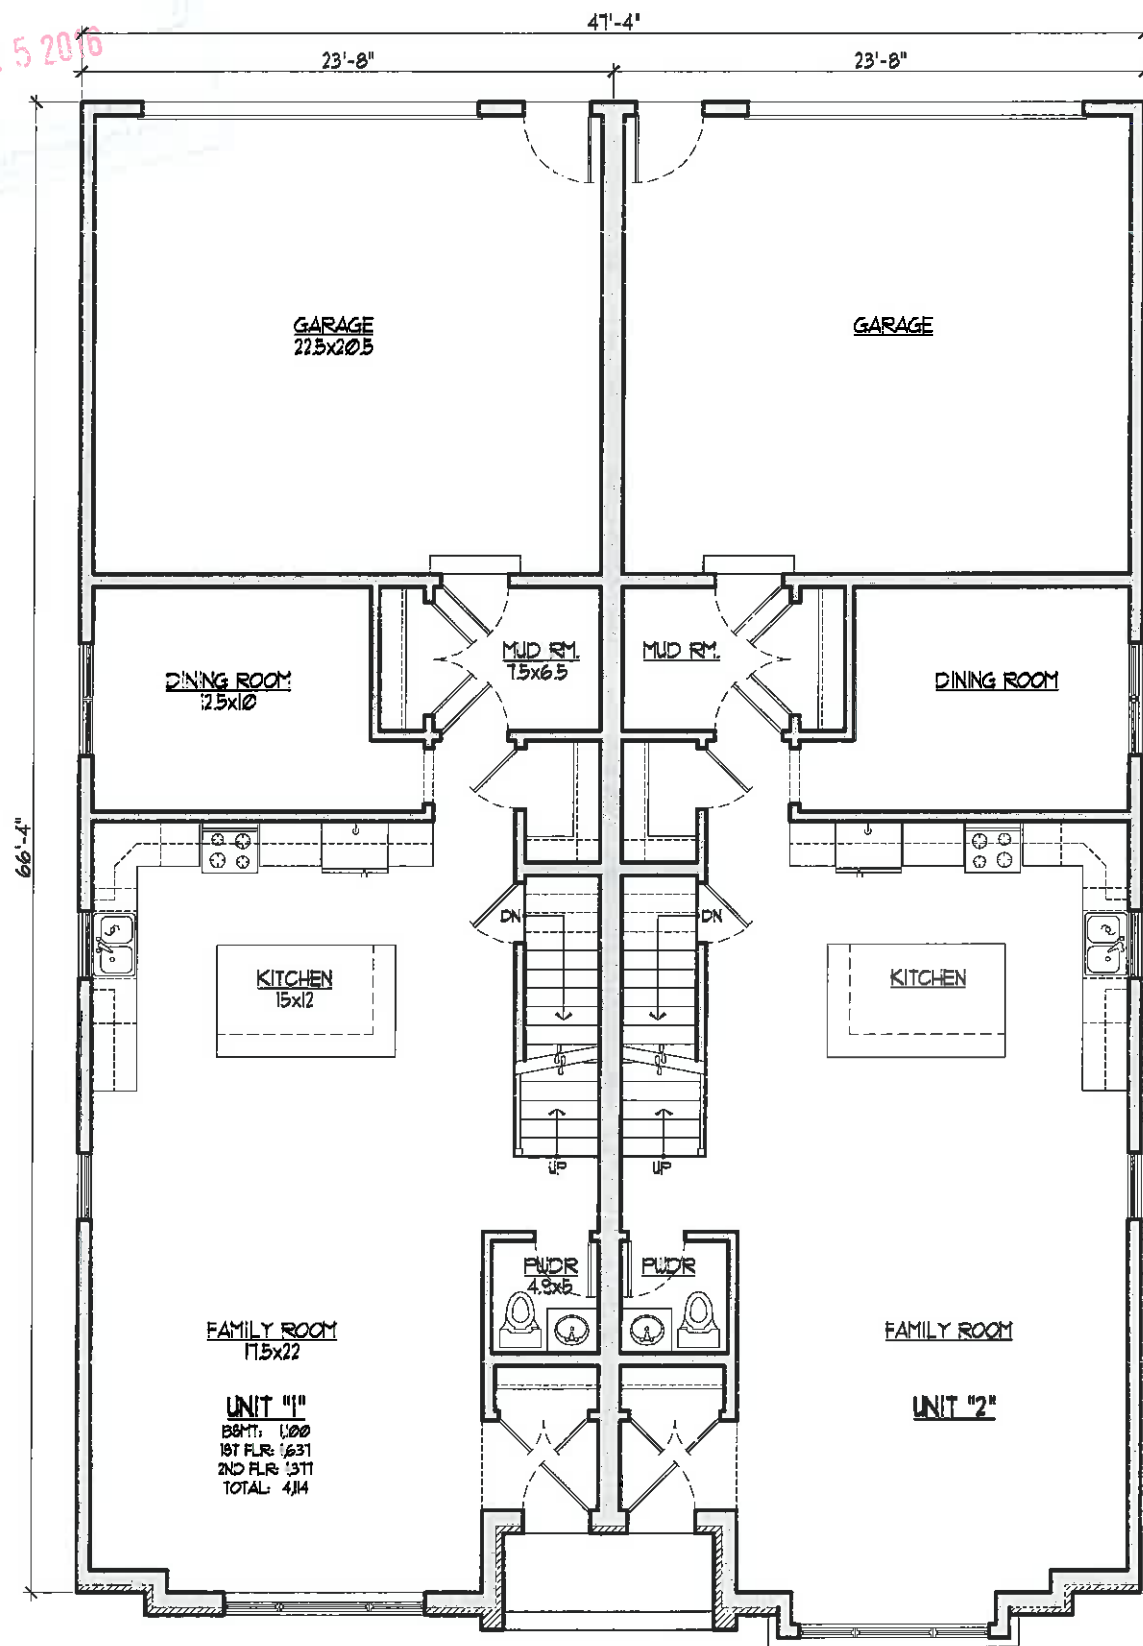 5 2016
47'-4"
23'-8"
23'-8"
66'-4"
GARAGE
22.5x20.5
GARAGE
MUD RM.
7.5x6.5
MUD RM.
DINING ROOM
12.5x10
DINING ROOM
DN
DN
KITCHEN
15x12
KITCHEN
UP
UP
PWDR
4.9x5
PWDR
FAMILY ROOM
17.5x22
FAMILY ROOM
UNIT "1"
UNIT "2"
BSMT: 1,100
1ST FLR: 1,637
2ND FLR: 1,377
TOTAL: 4,114